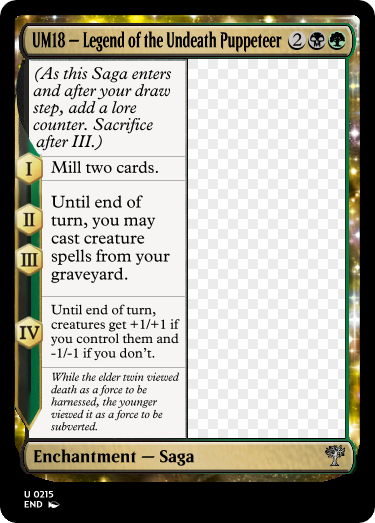 UM18 – Legend of the Undeath Puppeteer 2
(As this Saga enters
and after your draw
step, add a lore
counter. Sacrifice
after III.)
I Mill two cards.
Until end of
II turn, you may
cast creature
III spells from your
graveyard.
Until end of turn,
creatures get +1/+1 if
IV you control them and
-1/-1 if you don't.
While the elder twin viewed
death as a force to be
harnessed, the younger
viewed it as a force to be
subverted.
Enchantment — Saga
U 0215
END